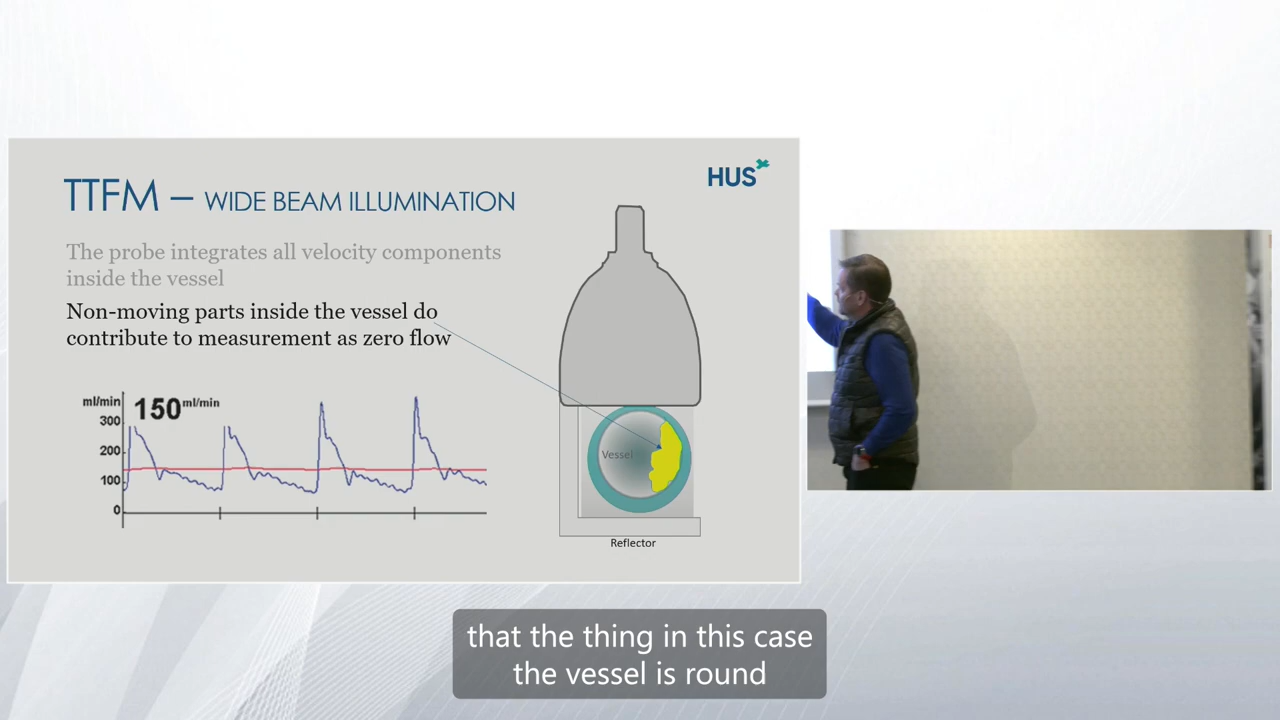 HUS
TTFM – WIDE BEAM ILLUMINATION
The probe integrates all velocity components
inside the vessel
Non-moving parts inside the vessel do
contribute to measurement as zero flow
ml/min
150 ml/min
300
200
100
0
Vessel
Reflector
that the thing in this case
the vessel is round